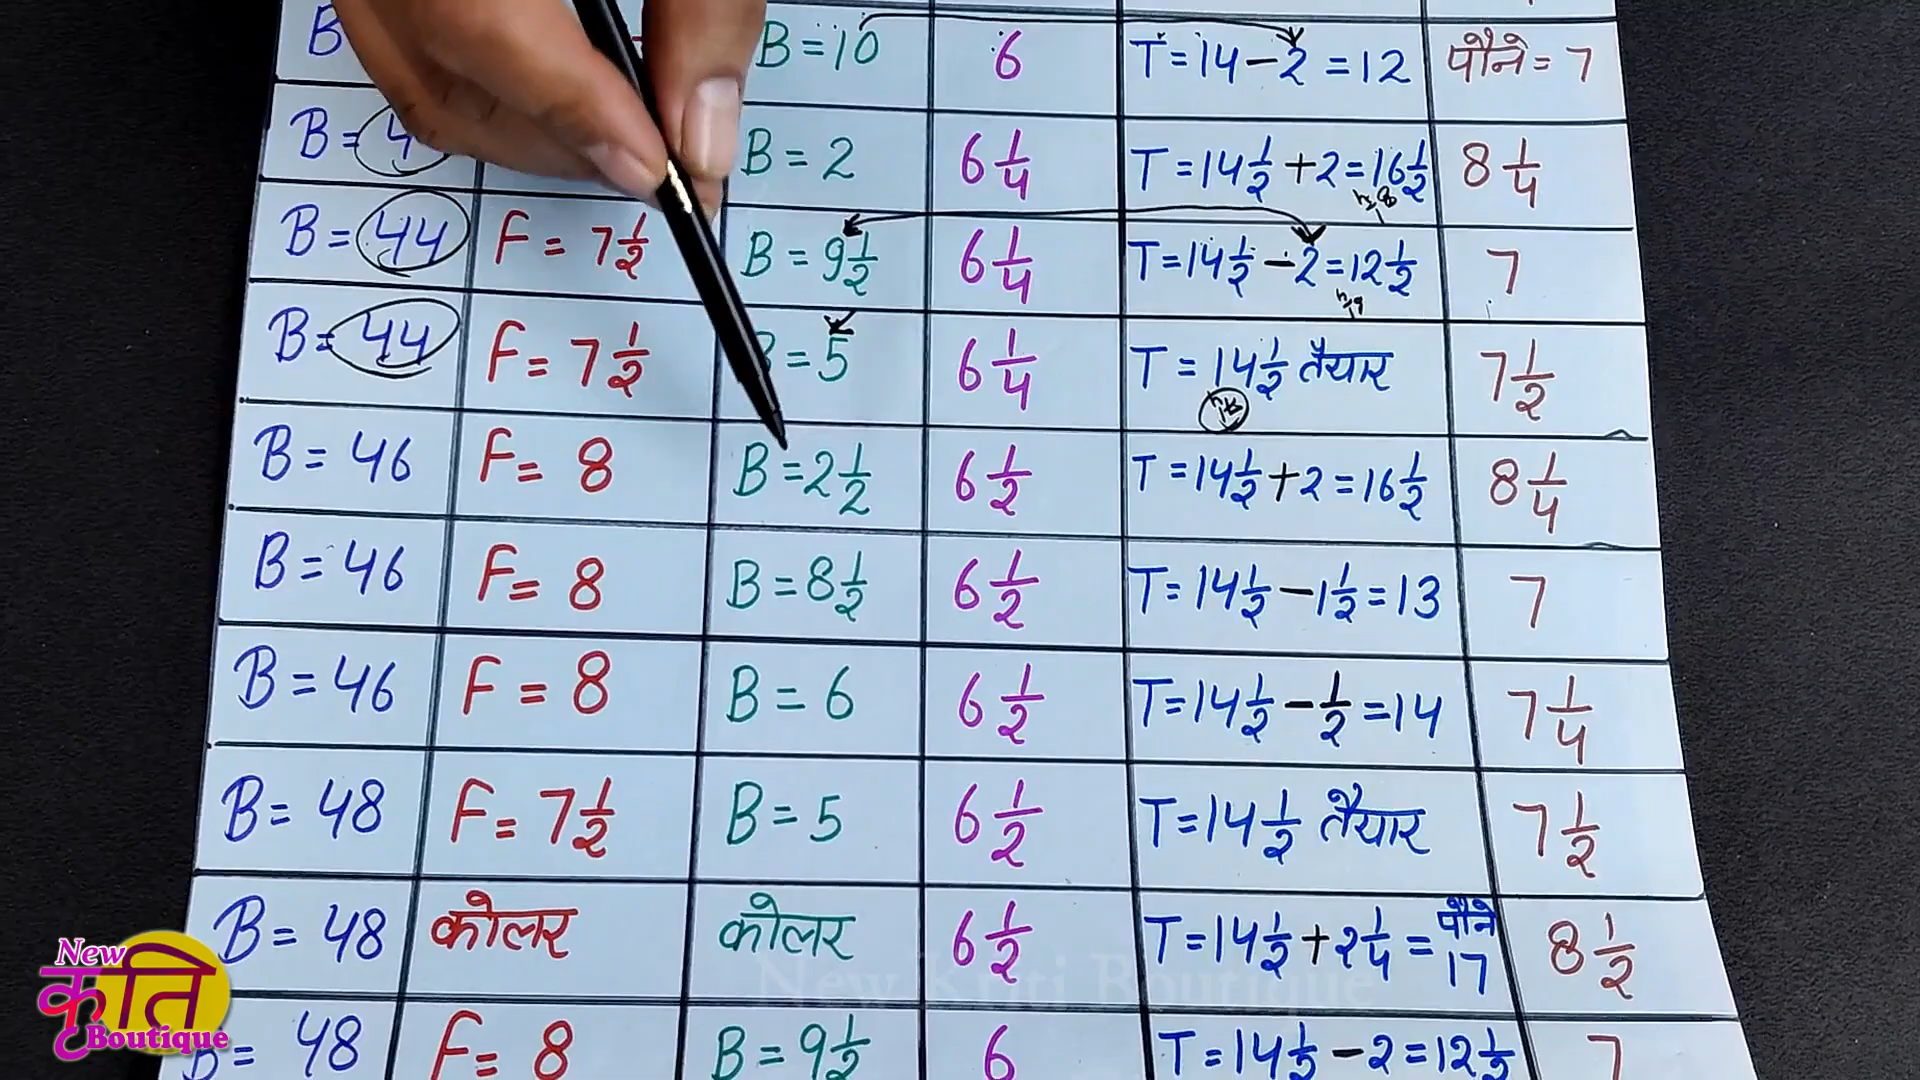 B B = 10 6 T = 14 - 2 = 12 पौने = 7
B = 4 B = 2 6 1/4 T = 14 1/2 + 2 = 16 1/2 8 1/4
B = 44 F = 7 1/2 B = 9 1/2 6 1/4 T = 14 1/2 - 2 = 12 1/2 7
B = 44 F = 7 1/2 = 5 6 1/4 T = 14 1/2 तैयार 7 1/2
B = 46 F = 8 B = 2 1/2 6 1/2 T = 14 1/2 + 2 = 16 1/2 8 1/4
B = 46 F = 8 B = 8 1/2 6 1/2 T = 14 1/2 - 1 1/2 = 13 7
B = 46 F = 8 B = 6 6 1/2 T = 14 1/2 - 1/2 = 14 7 1/4
B = 48 F = 7 1/2 B = 5 6 1/2 T = 14 1/2 तैयार 7 1/2
B = 48 कोलर कोलर 6 1/2 T = 14 1/2 + 2 1/4 = पौने 17 8 1/2
B = 48 F = 8 B = 9 1/2 6 T = 14 1/2 - 2 = 12 1/2 7
New
कृति
Boutique
New Kriti Boutique